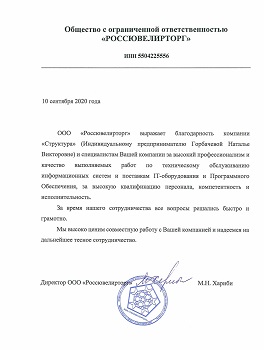 Общество с ограниченной ответственностью
«РОССЮВЕЛИРТОРГ»
ИНН 5504225556
10 сентября 2020 года
ООО «Россювелирторг» выражает благодарность компании
«Структура» (Индивидуальному предпринимателю Горбачевой Наталье
Викторовне) и специалистам Вашей компании за высокий профессионализм и
качество выполняемых работ по техническому обслуживанию
информационных систем и поставкам IT-оборудования и Программного
Обеспечения, за высокую квалификацию персонала, компетентность и
исполнительность.
За время нашего сотрудничества все вопросы решались быстро и
грамотно.
Мы высоко ценим совместную работу с Вашей компанией и надеемся на
дальнейшее тесное сотрудничество.
Директор ООО «Россювелирторг» М.Н. Хариби